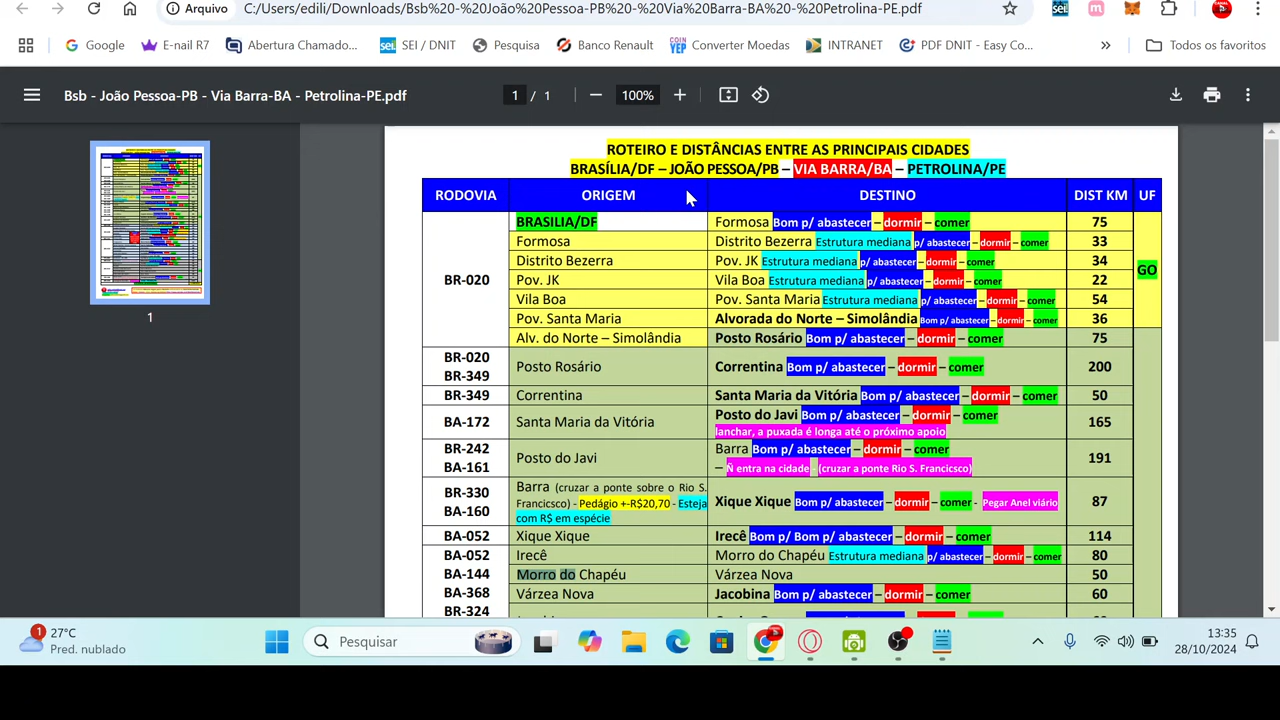 Arquivo C:/Users/edili/Downloads/Bsb%20-%20João%20Pessoa-PB%20-%20Via%20Barra-BA%20-%20Petrolina-PE.pdf
Google E-nail R7 Abertura Chamado... SEI / DNIT Pesquisa Banco Renault COIN YEP Converter Moedas INTRANET PDF DNIT - Easy Co... » Todos os favoritos
Bsb - João Pessoa-PB - Via Barra-BA - Petrolina-PE.pdf 1 / 1 100%
1
ROTEIRO E DISTÂNCIAS ENTRE AS PRINCIPAIS CIDADES
BRASÍLIA/DF – JOÃO PESSOA/PB – VIA BARRA/BA – PETROLINA/PE
RODOVIA ORIGEM DESTINO DIST KM UF
BR-020 BRASILIA/DF Formosa Bom p/ abastecer – dormir – comer 75 GO
Formosa Distrito Bezerra Estrutura mediana p/ abastecer – dormir – comer 33
Distrito Bezerra Pov. JK Estrutura mediana p/ abastecer – dormir – comer 34
Pov. JK Vila Boa Estrutura mediana p/ abastecer – dormir – comer 22
Vila Boa Pov. Santa Maria Estrutura mediana p/ abastecer – dormir – comer 54
Pov. Santa Maria Alvorada do Norte – Simolândia Bom p/ abastecer – dormir – comer 36
Alv. do Norte – Simolândia Posto Rosário Bom p/ abastecer – dormir – comer 75
BR-020
BR-349 Posto Rosário Correntina Bom p/ abastecer – dormir – comer 200
BR-349 Correntina Santa Maria da Vitória Bom p/ abastecer – dormir – comer 50
BA-172 Santa Maria da Vitória Posto do Javi Bom p/ abastecer – dormir – comer 165
lanchar, a puxada é longa até o próximo apoio
BR-242
BA-161 Posto do Javi Barra Bom p/ abastecer – dormir – comer 191
– Ñ entra na cidade - (cruzar a ponte Rio S. Francicsco)
BR-330
BA-160 Barra (cruzar a ponte sobre o Rio S.
Francicsco) - Pedágio +-R$20,70 - Esteja
com R$ em espécie Xique Xique Bom p/ abastecer – dormir – comer - Pegar Anel viário 87
BA-052 Xique Xique Irecê Bom p/ Bom p/ abastecer – dormir – comer 114
BA-052 Irecê Morro do Chapéu Estrutura mediana p/ abastecer – dormir – comer 80
BA-144 Morro do Chapéu Várzea Nova 50
BA-368 Várzea Nova Jacobina Bom p/ abastecer – dormir – comer 60
BR-324
1 27°C
Pred. nublado Pesquisar 13:35
28/10/2024